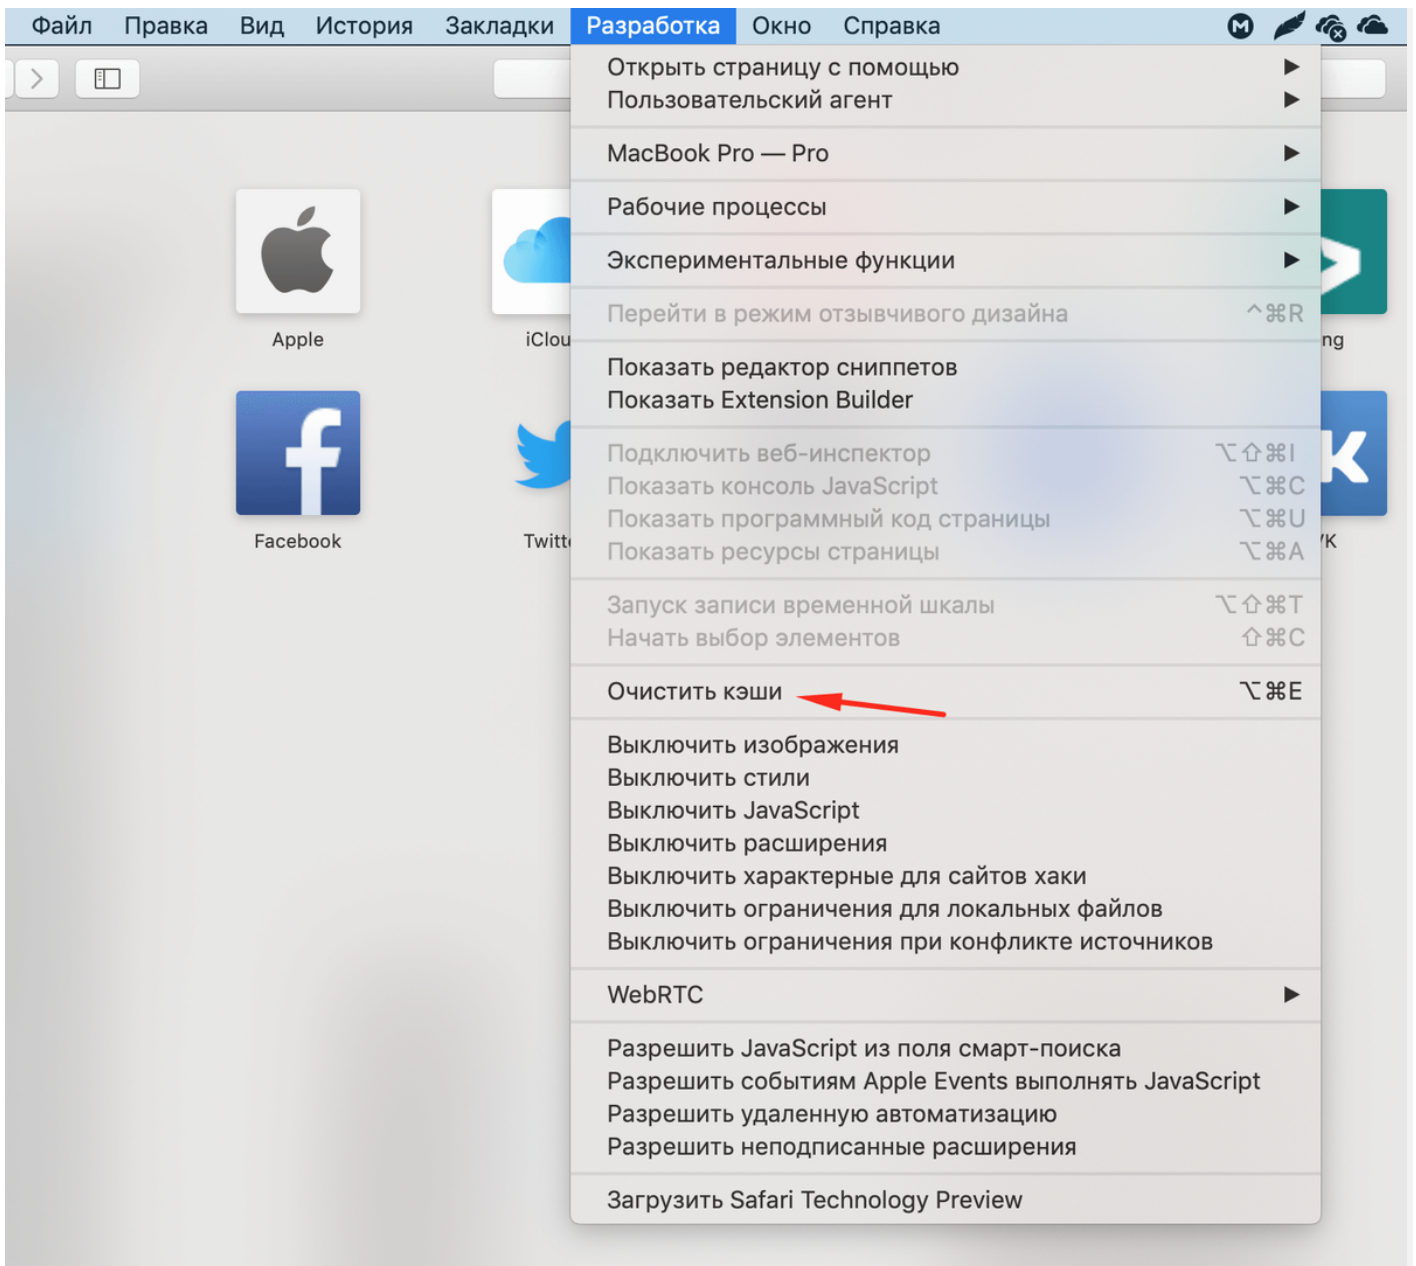 Файл Правка Вид История Закладки Разработка Окно Справка
Открыть страницу с помощью
Пользовательский агент
MacBook Pro — Pro
Рабочие процессы
Экспериментальные функции
Перейти в режим отзывчивого дизайна ^⌘R
Показать редактор сниппетов
Показать Extension Builder
Подключить веб-инспектор ⌥⇧⌘I
Показать консоль JavaScript ⌥⌘C
Показать программный код страницы ⌥⌘U
Показать ресурсы страницы ⌥⌘A
Запуск записи временной шкалы ⌥⇧⌘T
Начать выбор элементов ⇧⌘C
Очистить кэши ⌥⌘E
Выключить изображения
Выключить стили
Выключить JavaScript
Выключить расширения
Выключить характерные для сайтов хаки
Выключить ограничения для локальных файлов
Выключить ограничения при конфликте источников
WebRTC
Разрешить JavaScript из поля смарт-поиска
Разрешить событиям Apple Events выполнять JavaScript
Разрешить удаленную автоматизацию
Разрешить неподписанные расширения
Загрузить Safari Technology Preview
Apple iClou ng
Facebook Twitt K